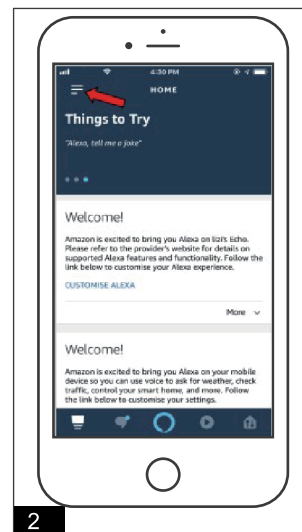 4:30 PM
HOME
Things to Try
"Alexa, tell me a joke"
Welcome!
Amazon is excited to bring you Alexa on lizi's Echo.
Please refer to the provider's website for details on
supported Alexa features and functionality. Follow the
link below to customise your Alexa experience.
CUSTOMISE ALEXA
More
Welcome!
Amazon is excited to bring you Alexa on your mobile
device so you can use voice to ask for weather, check
traffic, control your smart home, and more. Follow
the link below to customise your settings.
2